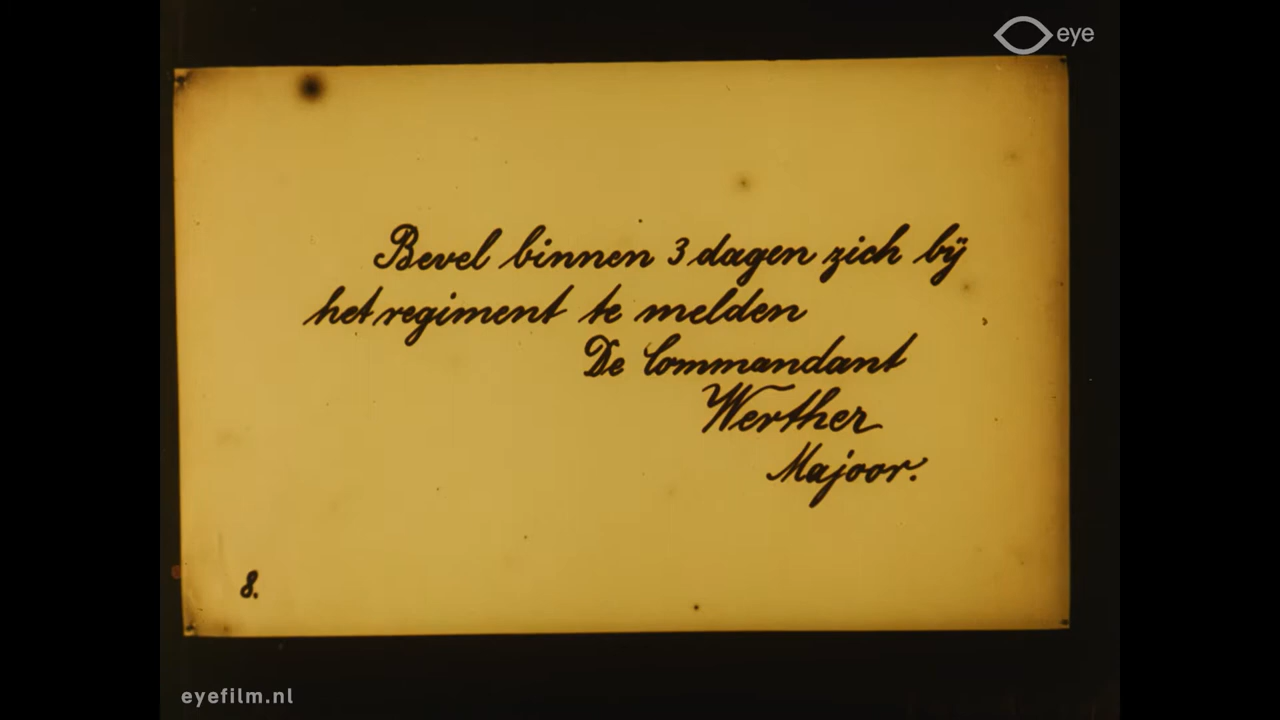 eye
Bevel binnen 3 dagen zich bij
het regiment te melden
De Commandant
Werther
Majoor.
8.
eyefilm.nl